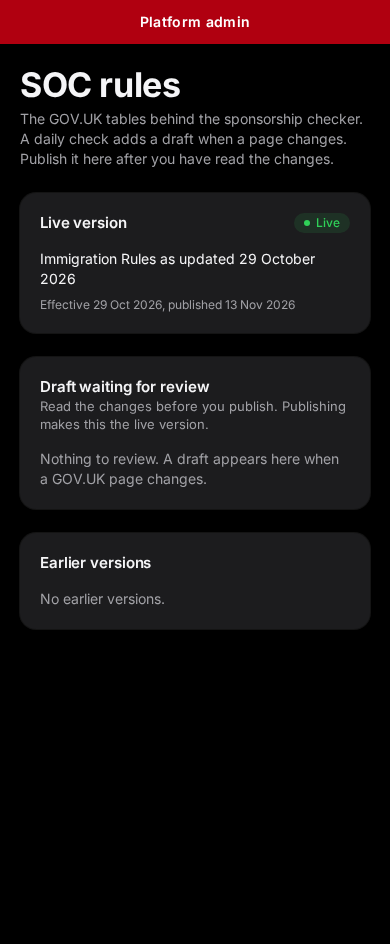 Platform admin
SOC rules
The GOV.UK tables behind the sponsorship checker.
A daily check adds a draft when a page changes.
Publish it here after you have read the changes.
Live version
Live
Immigration Rules as updated 29 October
2026
Effective 29 Oct 2026, published 13 Nov 2026
Draft waiting for review
Read the changes before you publish. Publishing
makes this the live version.
Nothing to review. A draft appears here when
a GOV.UK page changes.
Earlier versions
No earlier versions.